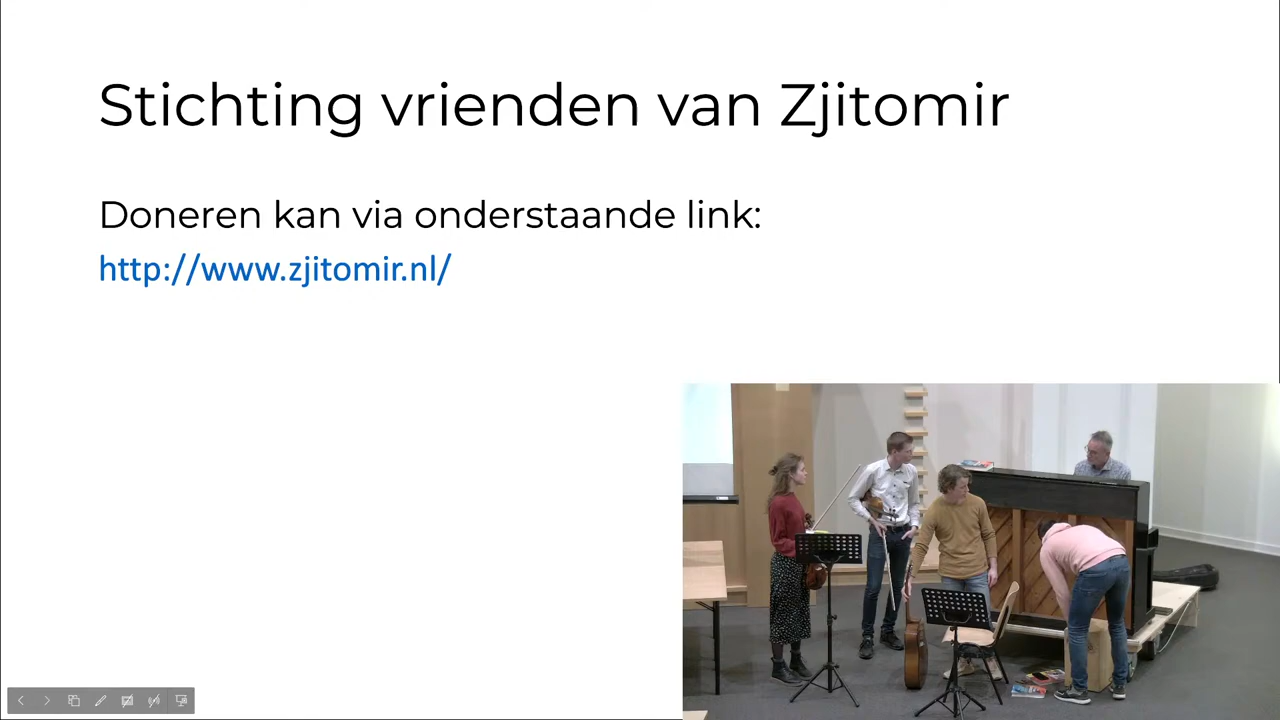 Stichting vrienden van Zjitomir
Doneren kan via onderstaande link:
http://www.zjitomir.nl/